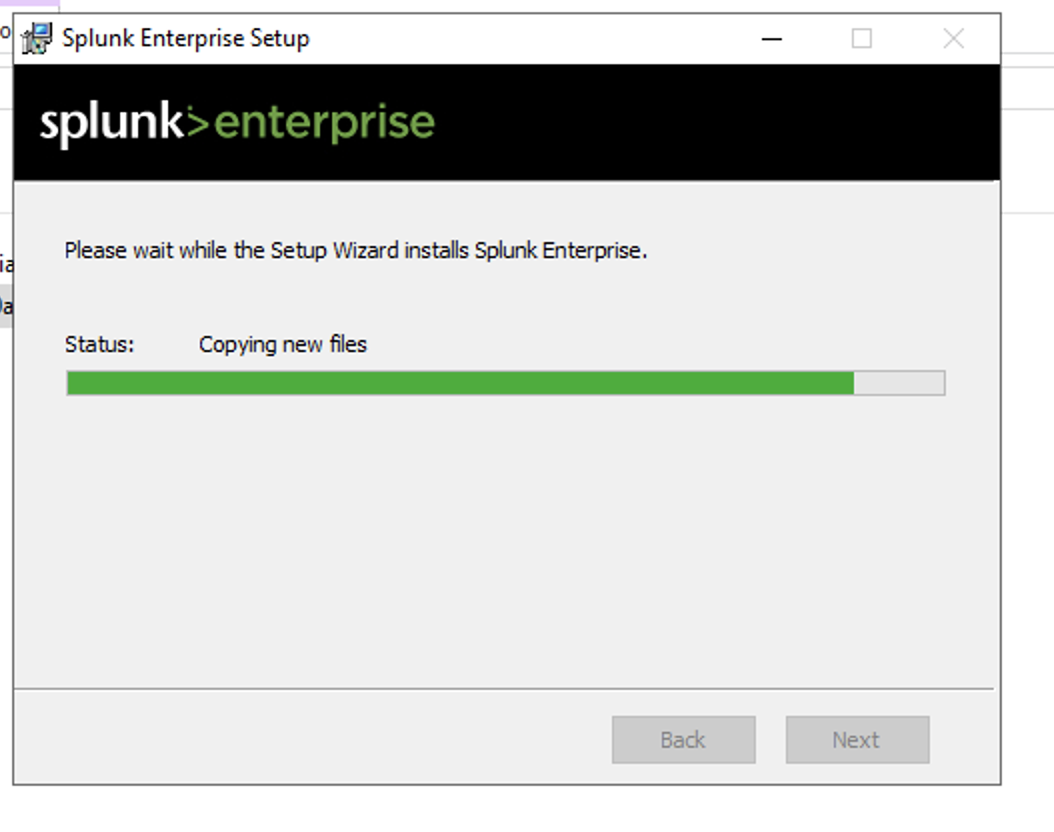 Splunk Enterprise Setup
splunk>enterprise
Please wait while the Setup Wizard installs Splunk Enterprise.
Status: Copying new files
Back Next